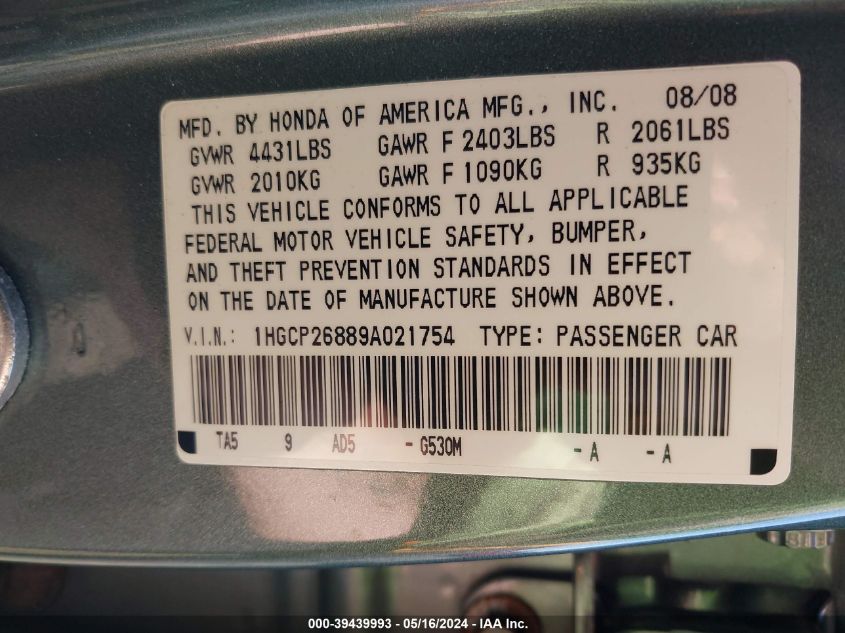 MFD. BY HONDA OF AMERICA MFG., INC. 08/08
GVWR 4431LBS GAWR F 2403LBS R 2061LBS
GVWR 2010KG GAWR F 1090KG R 935KG
THIS VEHICLE CONFORMS TO ALL APPLICABLE
FEDERAL MOTOR VEHICLE SAFETY, BUMPER,
AND THEFT PREVENTION STANDARDS IN EFFECT
ON THE DATE OF MANUFACTURE SHOWN ABOVE.
V.I.N.: 1HGCP26889A021754 TYPE: PASSENGER CAR
TA5 9 AD5 - G530M - A - A
000-39439993 - 05/16/2024 - IAA Inc.